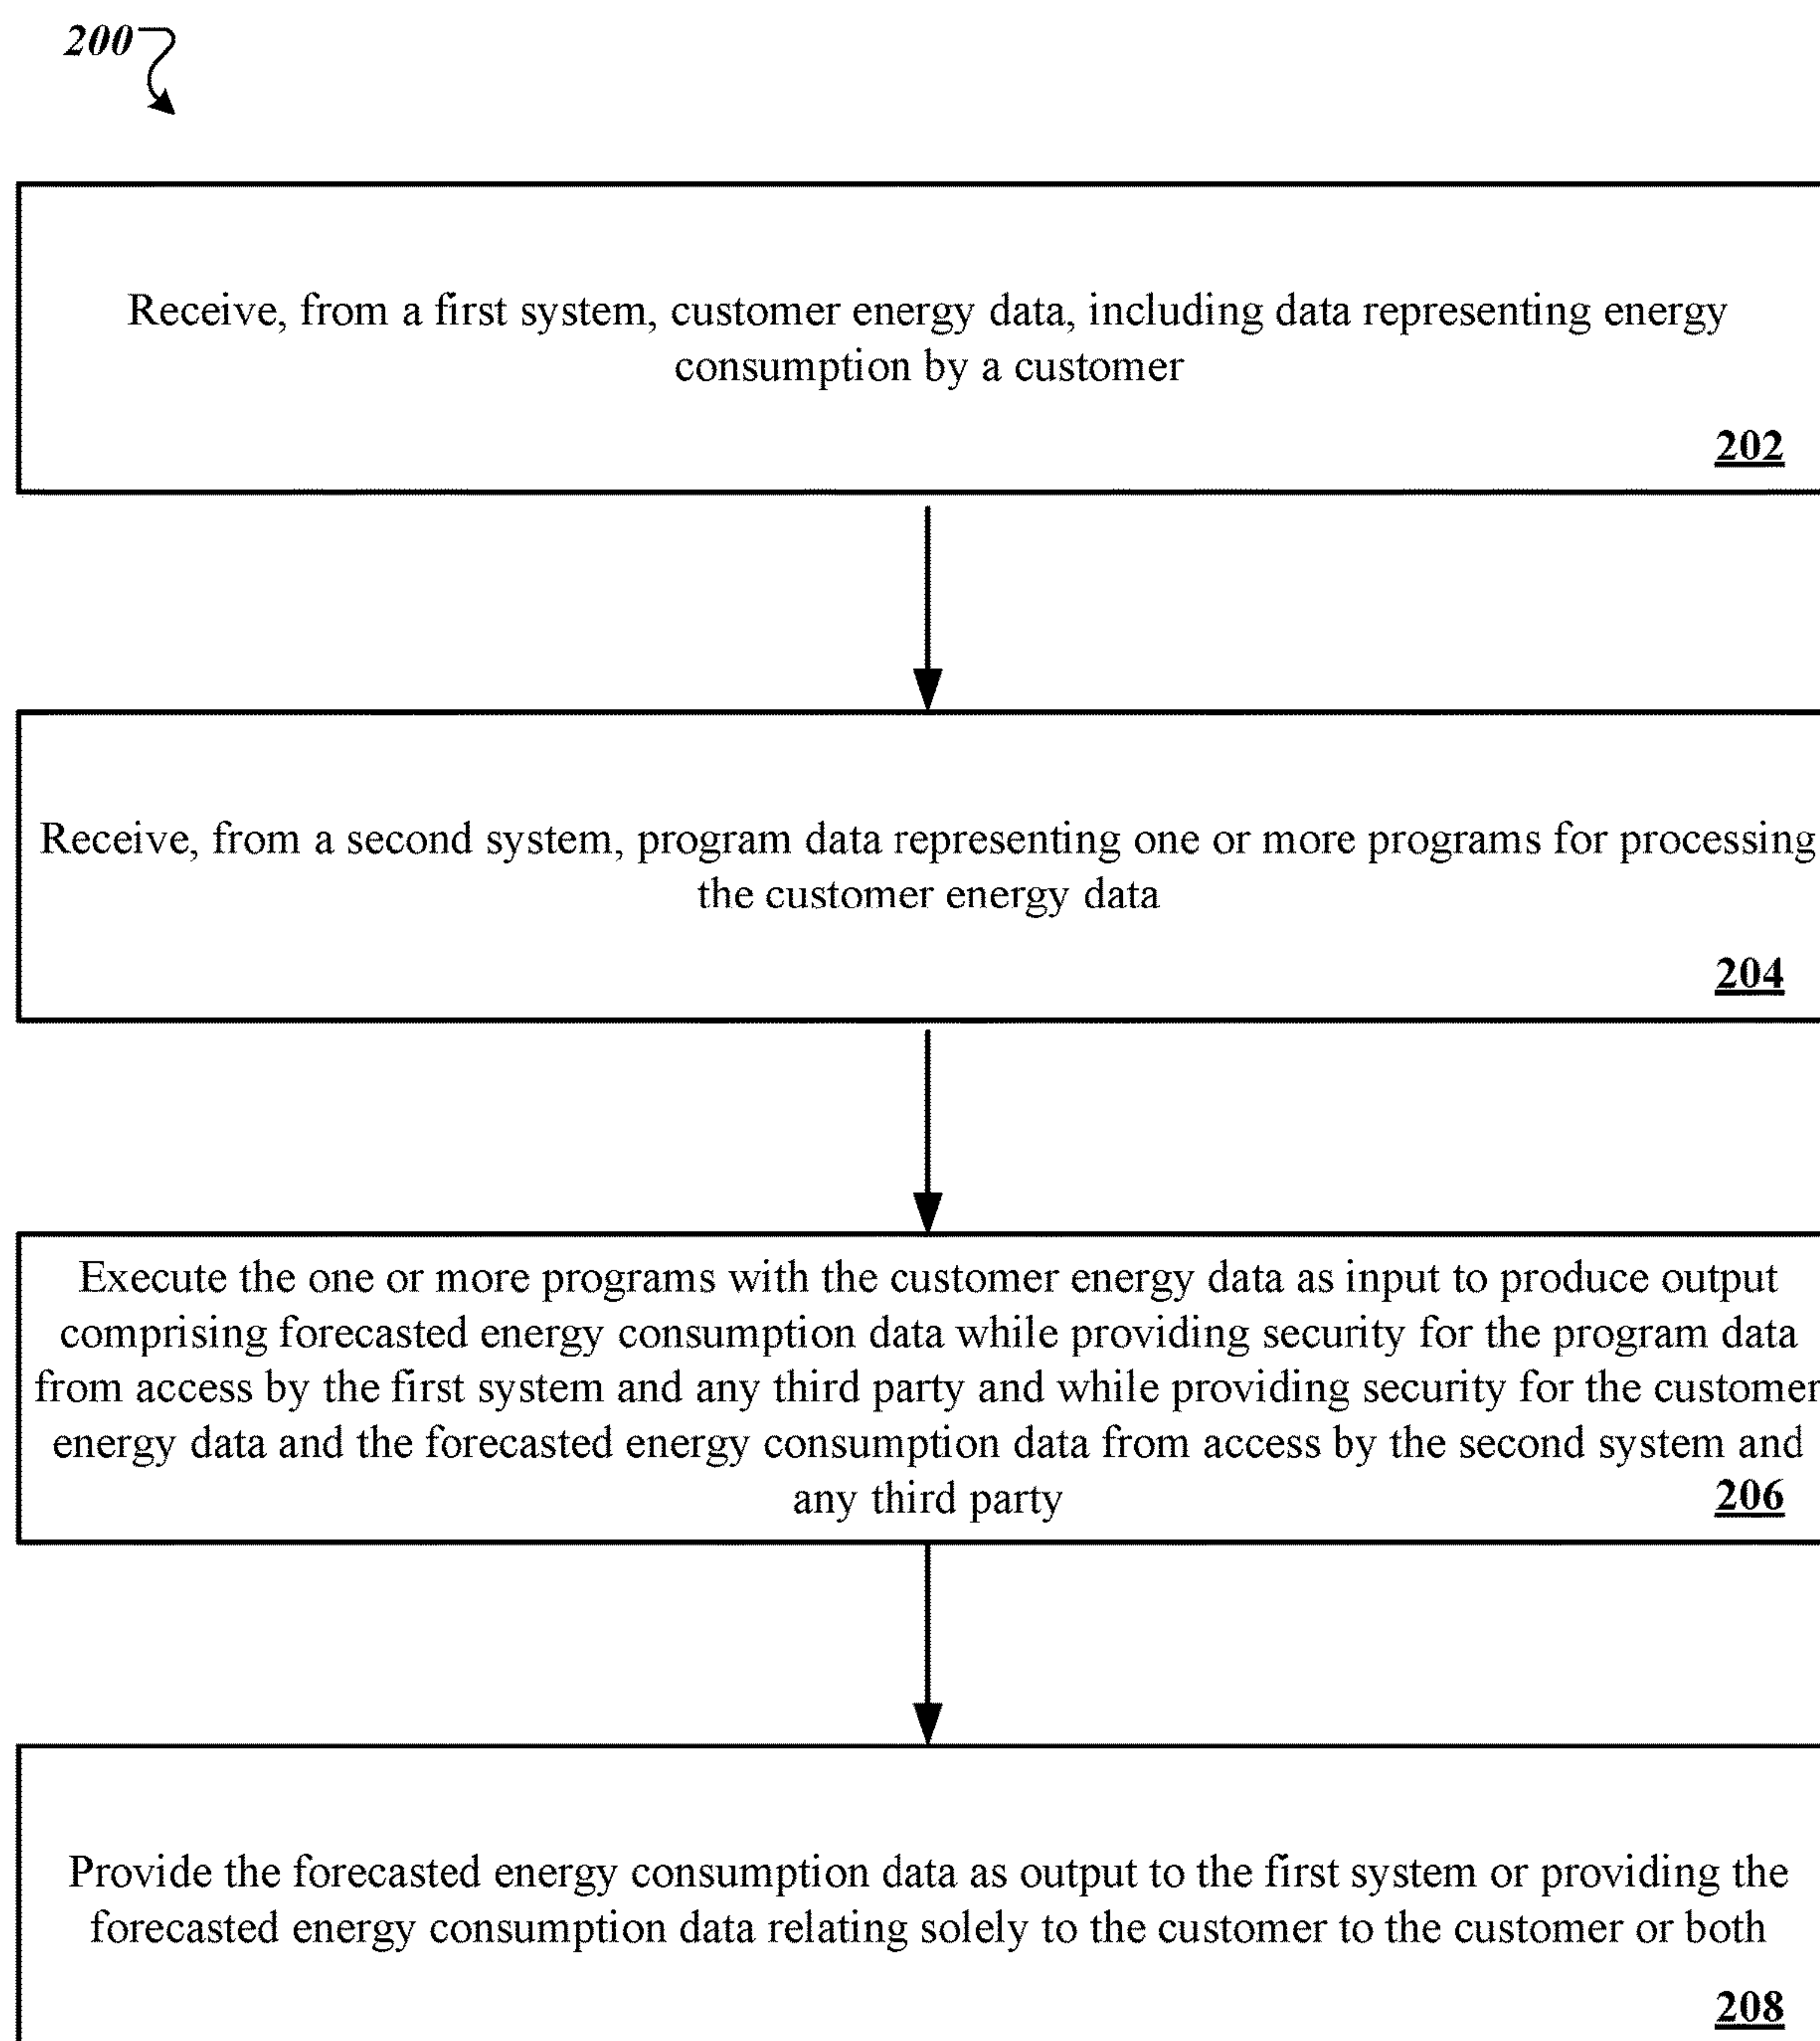 200
Receive, from a first system, customer energy data, including data representing energy
consumption by a customer
202
Receive, from a second system, program data representing one or more programs for processing
the customer energy data
204
Execute the one or more programs with the customer energy data as input to produce output
comprising forecasted energy consumption data while providing security for the program data
from access by the first system and any third party and while providing security for the customer
energy data and the forecasted energy consumption data from access by the second system and
any third party
206
Provide the forecasted energy consumption data as output to the first system or providing the
forecasted energy consumption data relating solely to the customer to the customer or both
208